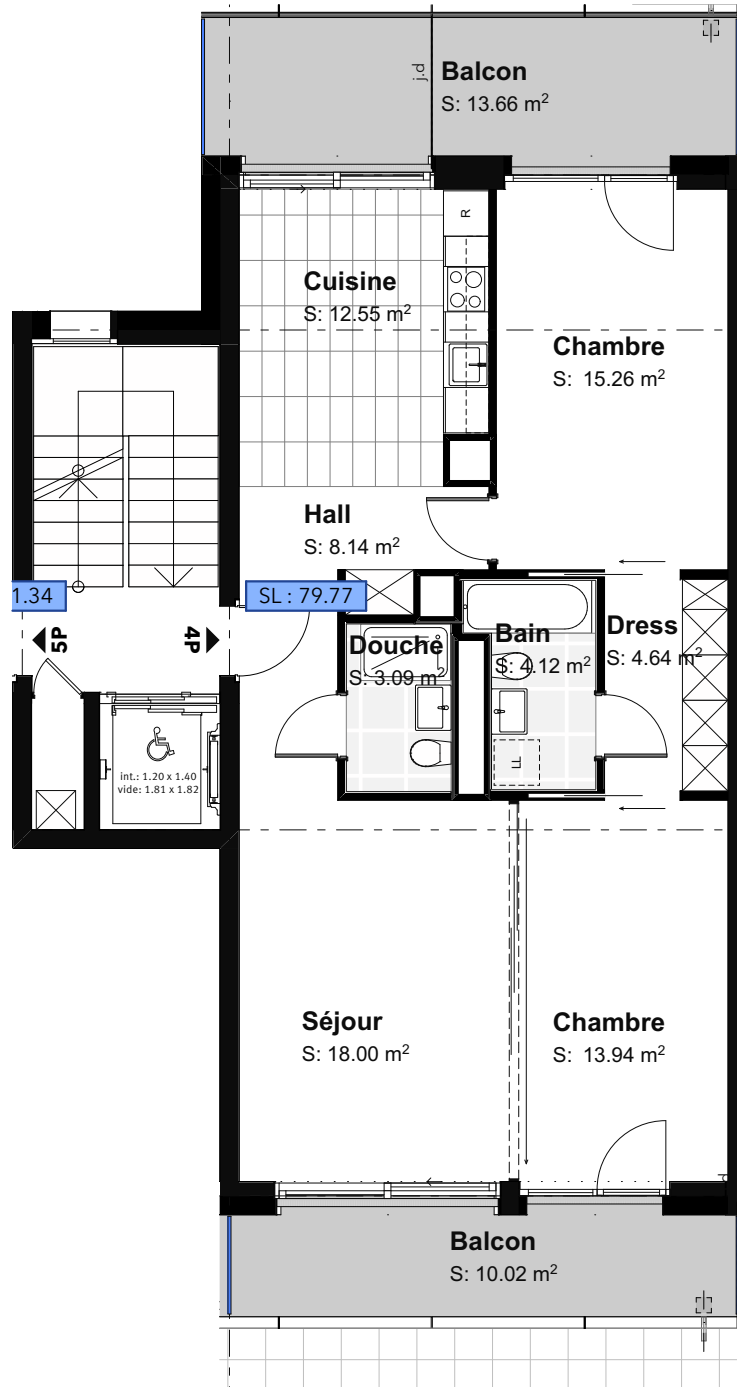 j.d
Balcon
S: 13.66 m²
R
Cuisine
S: 12.55 m²
Chambre
S: 15.26 m²
Hall
S: 8.14 m²
1.34
SL : 79.77
5P
4P
Douche
S: 3.09 m²
Bain
S: 4.12 m²
Dress
S: 4.64 m²
LL
int.: 1.20 x 1.40
vide: 1.81 x 1.82
Séjour
S: 18.00 m²
Chambre
S: 13.94 m²
Balcon
S: 10.02 m²